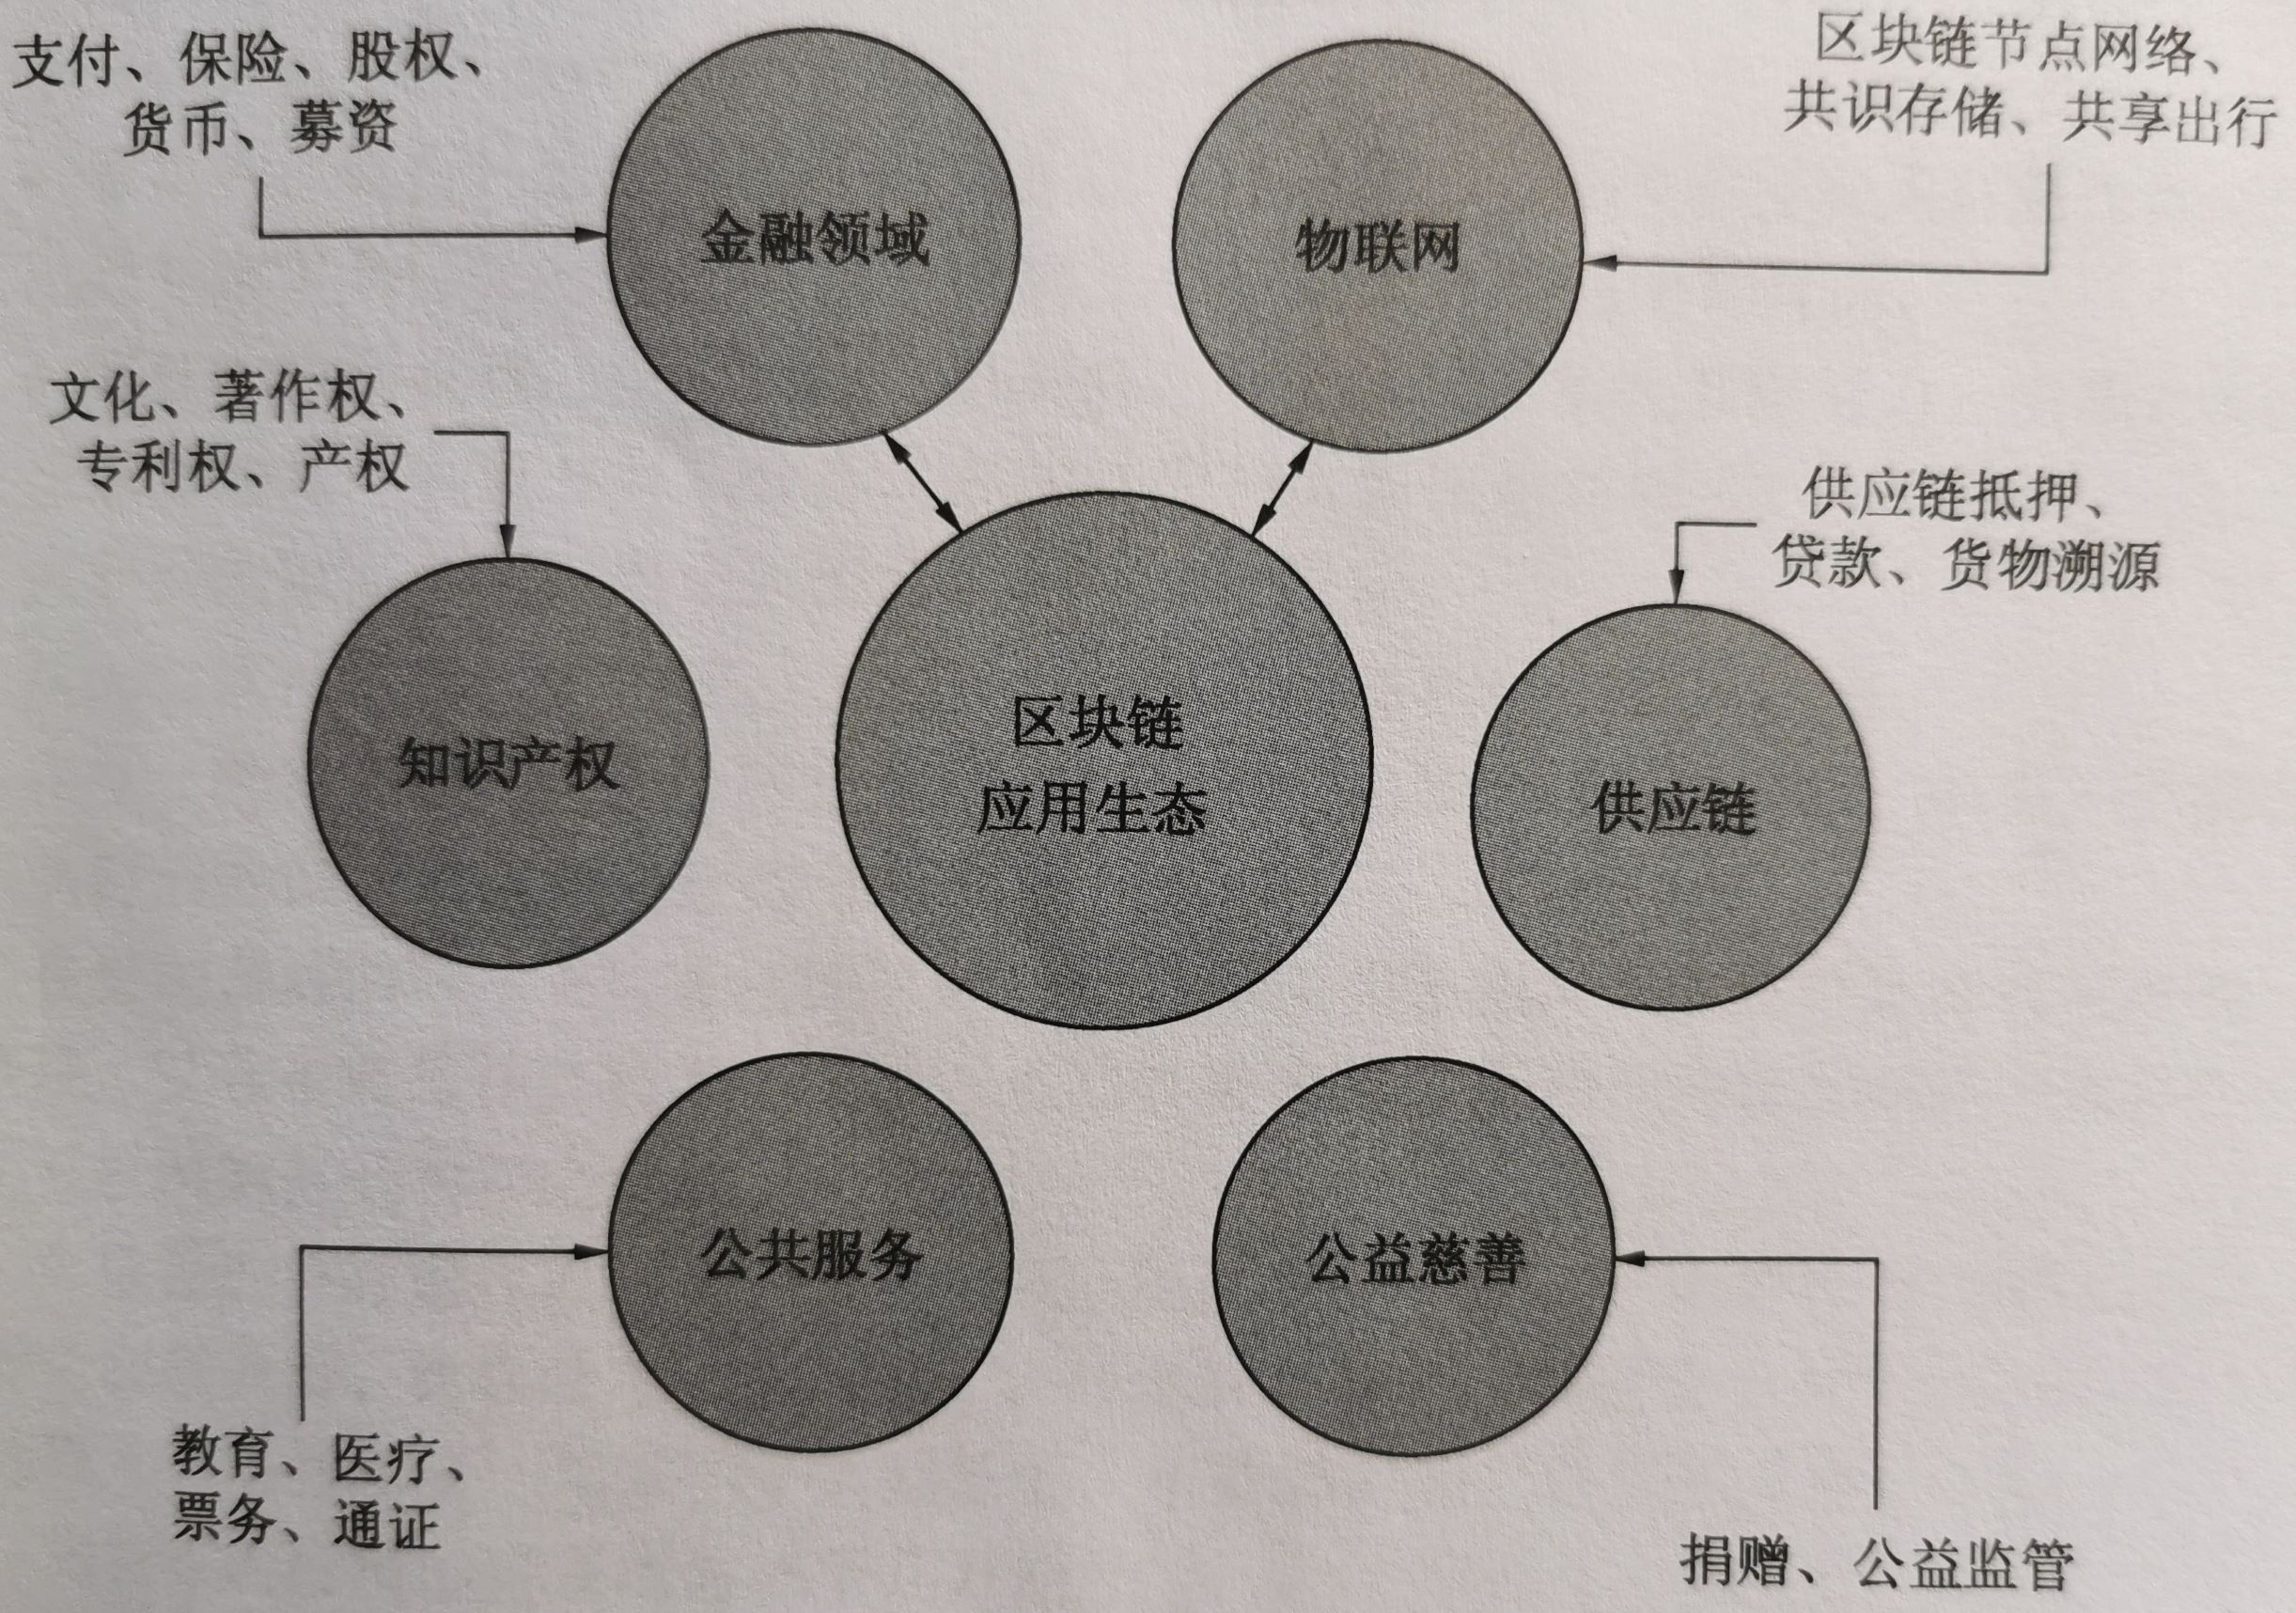 支付、保险、股权、
货币、募资
金融领域
物联网
区块链节点网络、
共识存储、共享出行
文化、著作权、
专利权、产权
知识产权
区块链
应用生态
供应链抵押、
贷款、货物溯源
供应链
公共服务
公益慈善
教育、医疗、
票务、通证
捐赠、公益监管